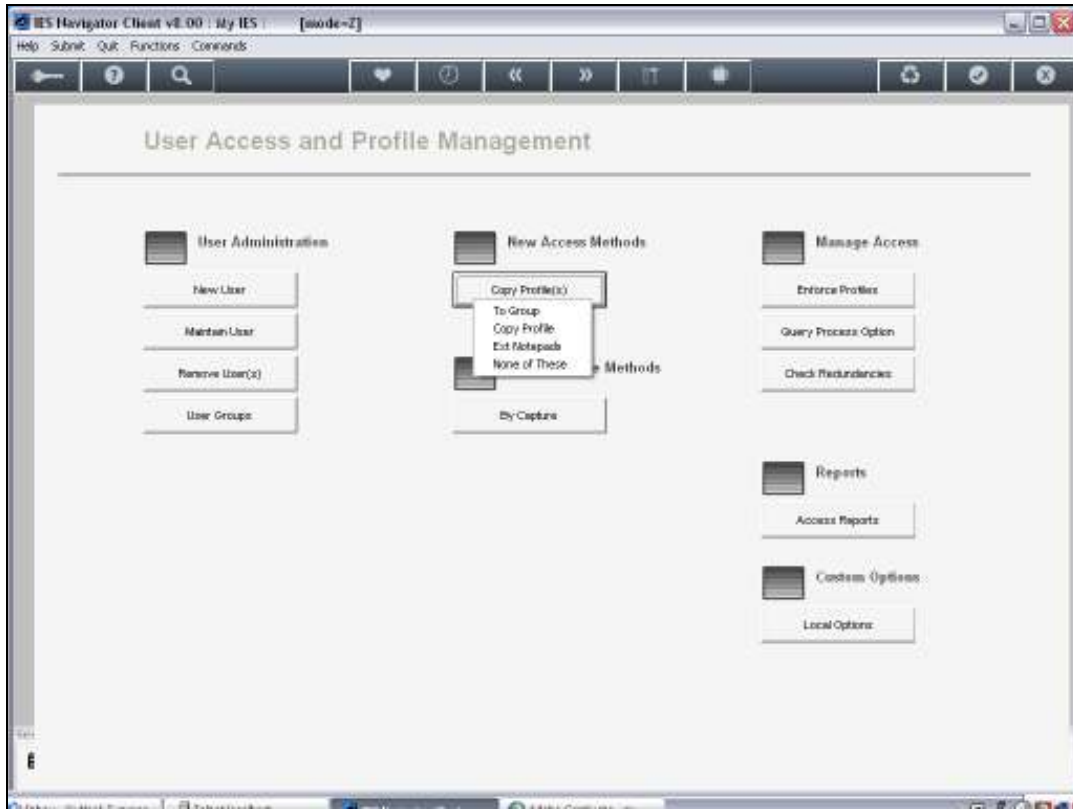 IES Navigator Client v8.00 : My IES : [mode=Z]
Help Submit Quit Functions Commands
User Access and Profile Management
User Administration
New User
Maintain User
Remove User(s)
User Groups
New Access Methods
Copy Profile(s)
To Group
Copy Profile
Ext Notepads
None of These
Methods
By Capture
Manage Access
Enforce Profiles
Query Process Option
Check Redundancies
Reports
Access Reports
Custom Options
Local Options